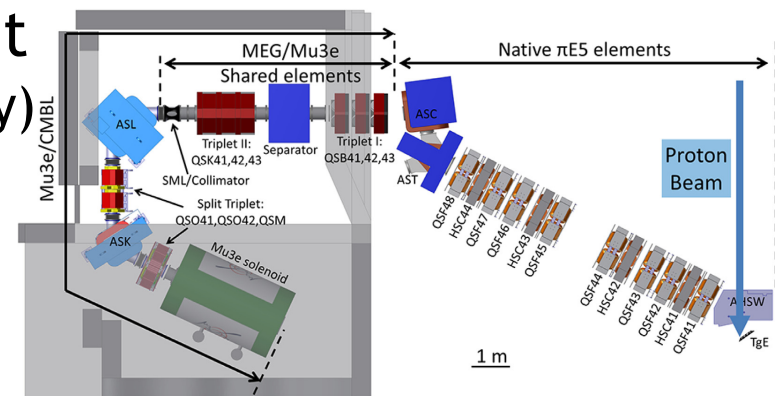 t
y)
MEG/Mu3e
Shared elements
Native πE5 elements
Mu3e/CMBL
ASL
Triplet II:
QSK41,42,43
Separator
Triplet I:
QSB41,42,43
ASC
AST
SML/Collimator
Split Triplet:
QSO41,QSO42,QSM
ASK
Mu3e solenoid
Proton
Beam
QSF48
HSC44
QSF47
QSF46
HSC43
QSF45
QSF44
HSC42
QSF43
QSF42
HSC41
QSF41
AHSW
TgE
1 m